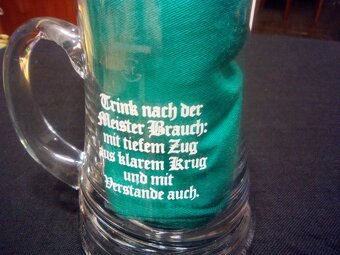 Trink nach der
Meister Brauch:
mit tiefem Zug
aus klarem Krug
und mit
Verstande auch.